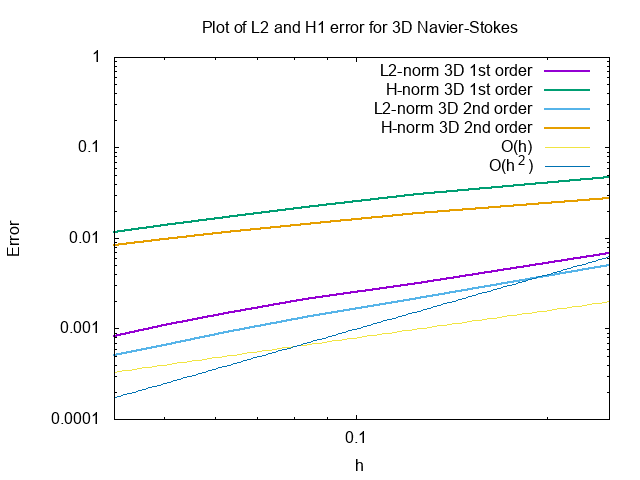 Plot of L2 and H1 error for 3D Navier-Stokes
1
L2-norm 3D 1st order
H-norm 3D 1st order
L2-norm 3D 2nd order
H-norm 3D 2nd order
O(h)
O(h²)
0.1
0.01
Error
0.001
0.0001
0.1
h